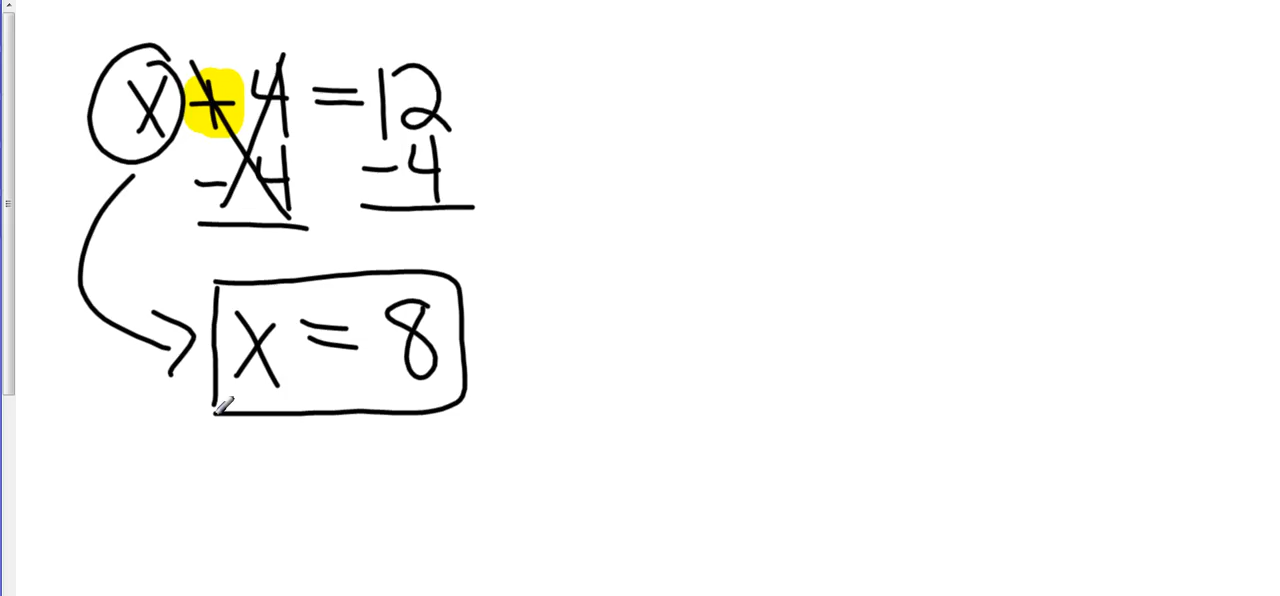 x + 4 = 12
- 4 - 4
x = 8